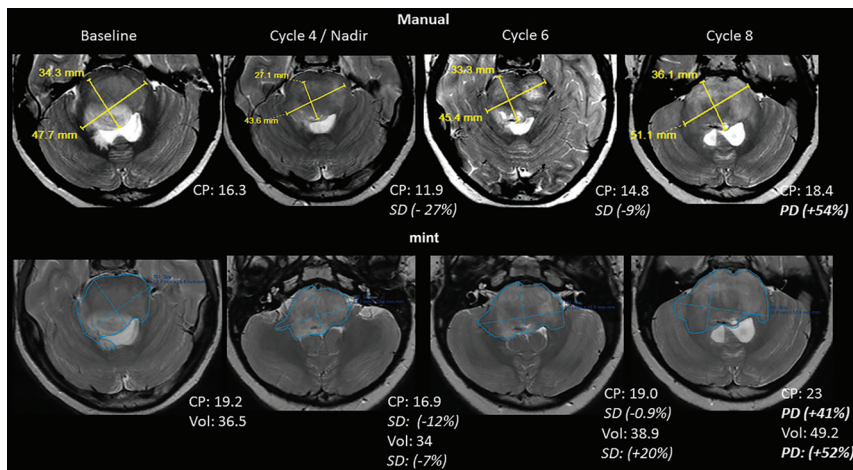 Manual
Baseline
Cycle 4 / Nadir
Cycle 6
Cycle 8
34.3 mm
47.7 mm
27.1 mm
43.6 mm
33.3 mm
45.4 mm
36.1 mm
51.1 mm
CP: 16.3
CP: 11.9
SD (- 27%)
CP: 14.8
SD (-9%)
CP: 18.4
PD (+54%)
mint
CP: 19.2
Vol: 36.5
CP: 16.9
SD: (-12%)
Vol: 34
SD: (-7%)
CP: 19.0
SD (-0.9%)
Vol: 38.9
SD: (+20%)
CP: 23
PD (+41%)
Vol: 49.2
PD: (+52%)